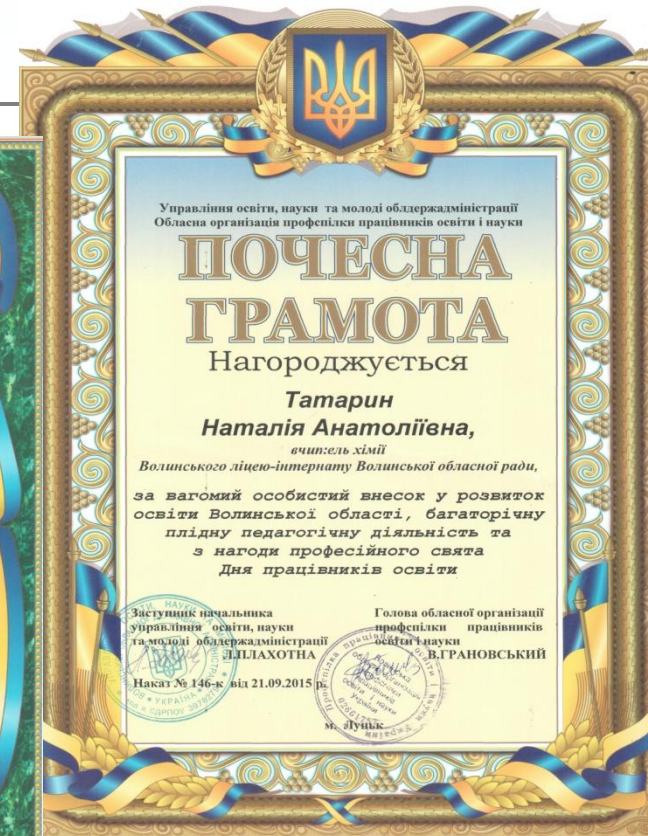 Управління освіти, науки та молоді облдержадміністрації
Обласна організація профспілки працівників освіти і науки
ПОЧЕСНА
ГРАМОТА
Нагороджується
Татарин
Наталія Анатоліївна,
вчитель хімії
Волинського ліцею-інтернату Волинської обласної ради,
за вагомий особистий внесок у розвиток
освіти Волинської області, багаторічну
плідну педагогічну діяльність та
з нагоди професійного свята
Дня працівників освіти
Заступник начальника
управління освіти, науки
та молоді облдержадміністрації
Л.ПЛАХОТНА
Наказ № 146-к від 21.09.2015 р.
Голова обласної організації
профспілки працівників
освіти і науки
В.ГРАНОВСЬКИЙ
м. Луцьк